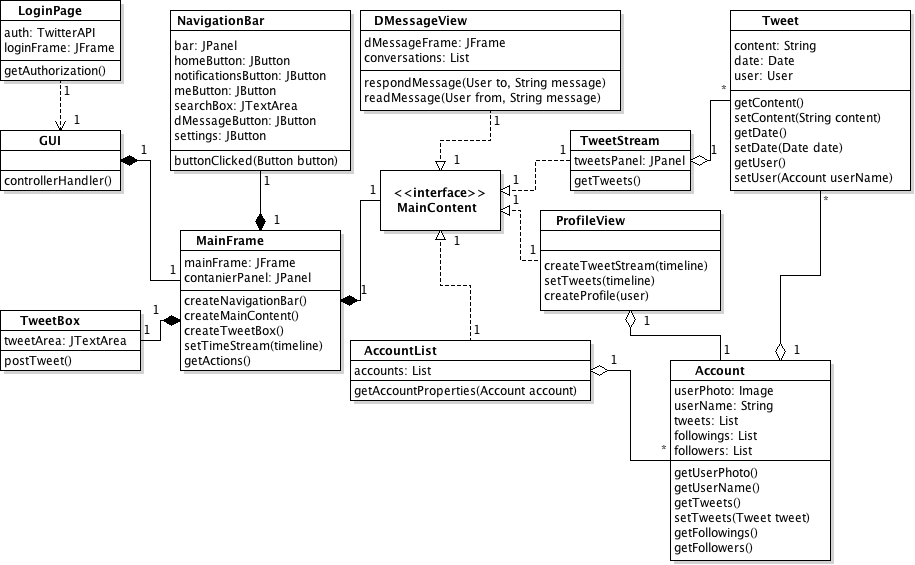 LoginPage
auth: TwitterAPI
loginFrame: JFrame
getAuthorization()
1
1
GUI
controllerHandler()
1
1
NavigationBar
bar: JPanel
homeButton: JButton
notificationsButton: JButton
meButton: JButton
searchBox: JTextArea
dMessageButton: JButton
settings: JButton
buttonClicked(Button button)
1
1
MainFrame
mainFrame: JFrame
contanierPanel: JPanel
createNavigationBar()
createMainContent()
createTweetBox()
setTimeStream(timeline)
getActions()
1
1
TweetBox
tweetArea: JTextArea
postTweet()
1
1
DMessageView
dMessageFrame: JFrame
conversations: List
respondMessage(User to, String message)
readMessage(User from, String message)
1
1
<<interface>>
MainContent
TweetStream
tweetsPanel: JPanel
getTweets()
1
1
1
*
Tweet
content: String
date: Date
user: User
getContent()
setContent(String content)
getDate()
setDate(Date date)
getUser()
setUser(Account userName)
*
1
ProfileView
createTweetStream(timeline)
setTweets(timeline)
createProfile(user)
1
1
1
1
AccountList
accounts: List
getAccountProperties(Account account)
1
1
1
*
Account
userPhoto: Image
userName: String
tweets: List
followings: List
followers: List
getUserPhoto()
getUserName()
getTweets()
setTweets(Tweet tweet)
getFollowings()
getFollowers()